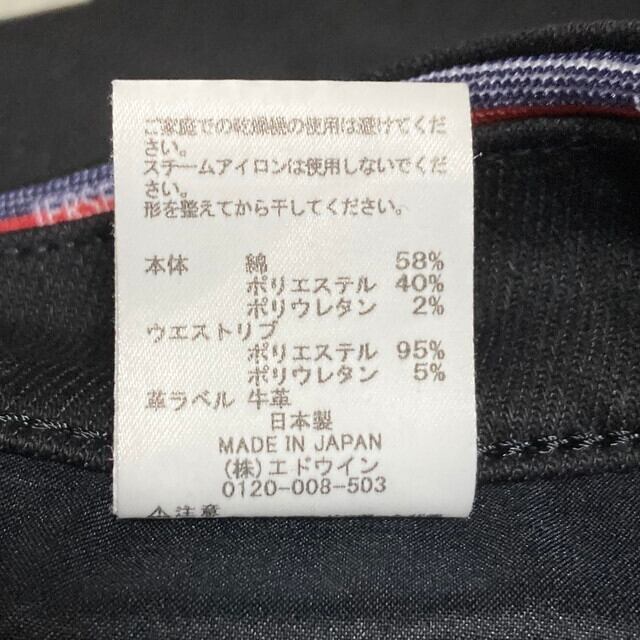 ご家庭での乾燥機の使用は避けてくだ
さい。
スチームアイロンは使用しないでくだ
さい。
形を整えてから干してください。
本体 綿 58%
ポリエステル 40%
ポリウレタン 2%
ウエストリブ
ポリエステル 95%
ポリウレタン 5%
革ラベル 牛革
日本製
MADE IN JAPAN
(株)エドウイン
0120-008-503
⚠注意